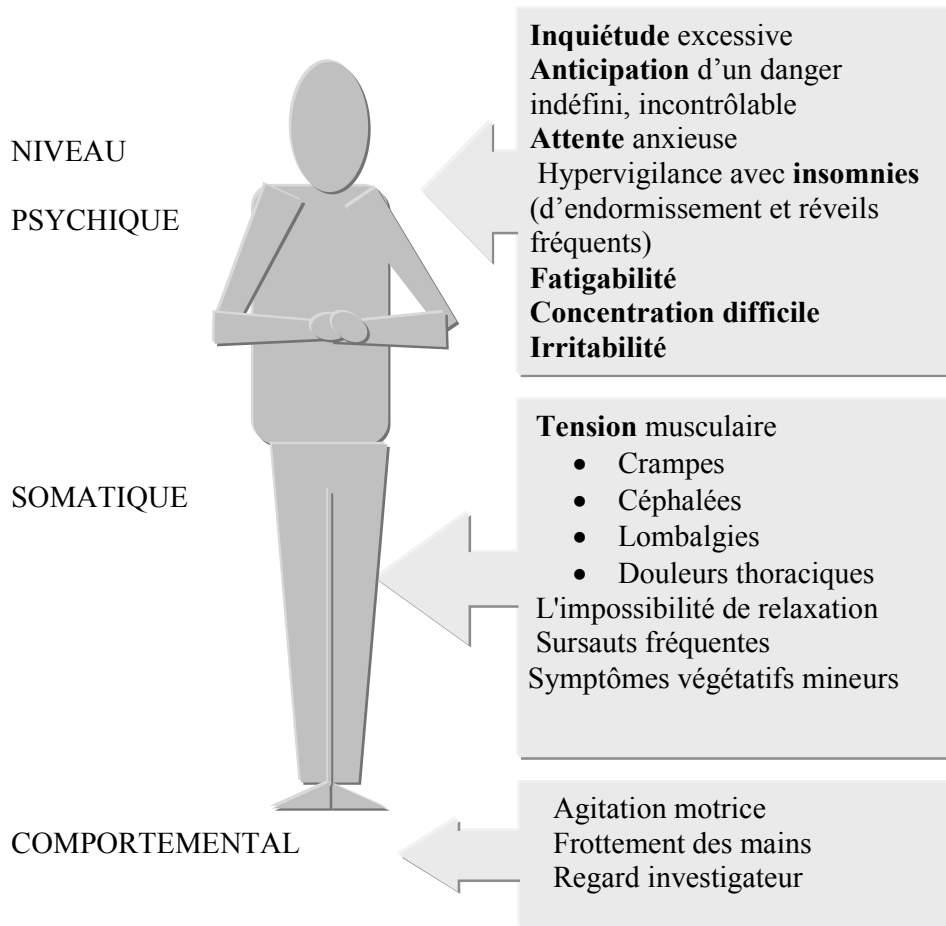 NIVEAU
PSYCHIQUE
Inquiétude excessive
Anticipation d'un danger
indéfini, incontrôlable
Attente anxieuse
Hypervigilance avec insomnies
(d'endormissement et réveils
fréquents)
Fatigabilité
Concentration difficile
Irritabilité
SOMATIQUE
Tension musculaire
• Crampes
• Céphalées
• Lombalgies
• Douleurs thoraciques
L'impossibilité de relaxation
Sursauts fréquentes
Symptômes végétatifs mineurs
COMPORTEMENTAL
Agitation motrice
Frottement des mains
Regard investigateur